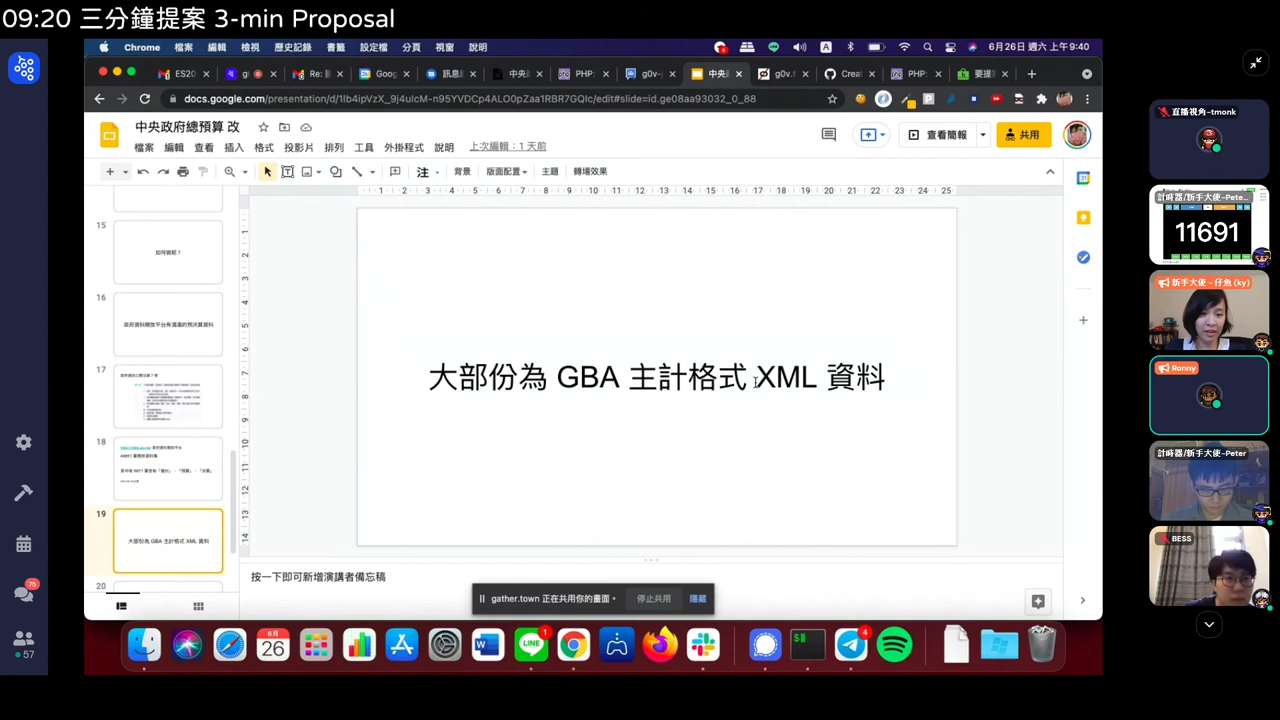 09:20 三分鐘提案 3-min Proposal
Chrome 檔案 編輯 檢視 歷史記錄 書籤 設定檔 分頁 視窗 說明
6月26日 週六 上午9:40
docs.google.com/presentation/d/1Ib4ipVzX_9j4uIcM-n95YVDCp4ALO0pZaa1RBR7GQIc/edit#slide=id.ge08aa93032_0_88
中央政府總預算 改
檔案 編輯 查看 插入 格式 投影片 排列 工具 外掛程式 說明
上次編輯:1 天前
查看簡報
共用
背景 版面配置 主題 轉場效果
15
如何做呢?
16
政府資料開放平台有滿滿的預決算資料
17
18
19
大部份為 GBA 主計格式 XML 資料
20
大部份為 GBA 主計格式 XML 資料
按一下即可新增演講者備忘稿
gather.town 正在共用你的畫面。
停止共用
隱藏
直播視角-tmonk
計時器/新手大使-Pete...
11691
新手大使 - 仔魚 (ky)
Ronny
計時器/新手大使-Peter
BESS
75
57